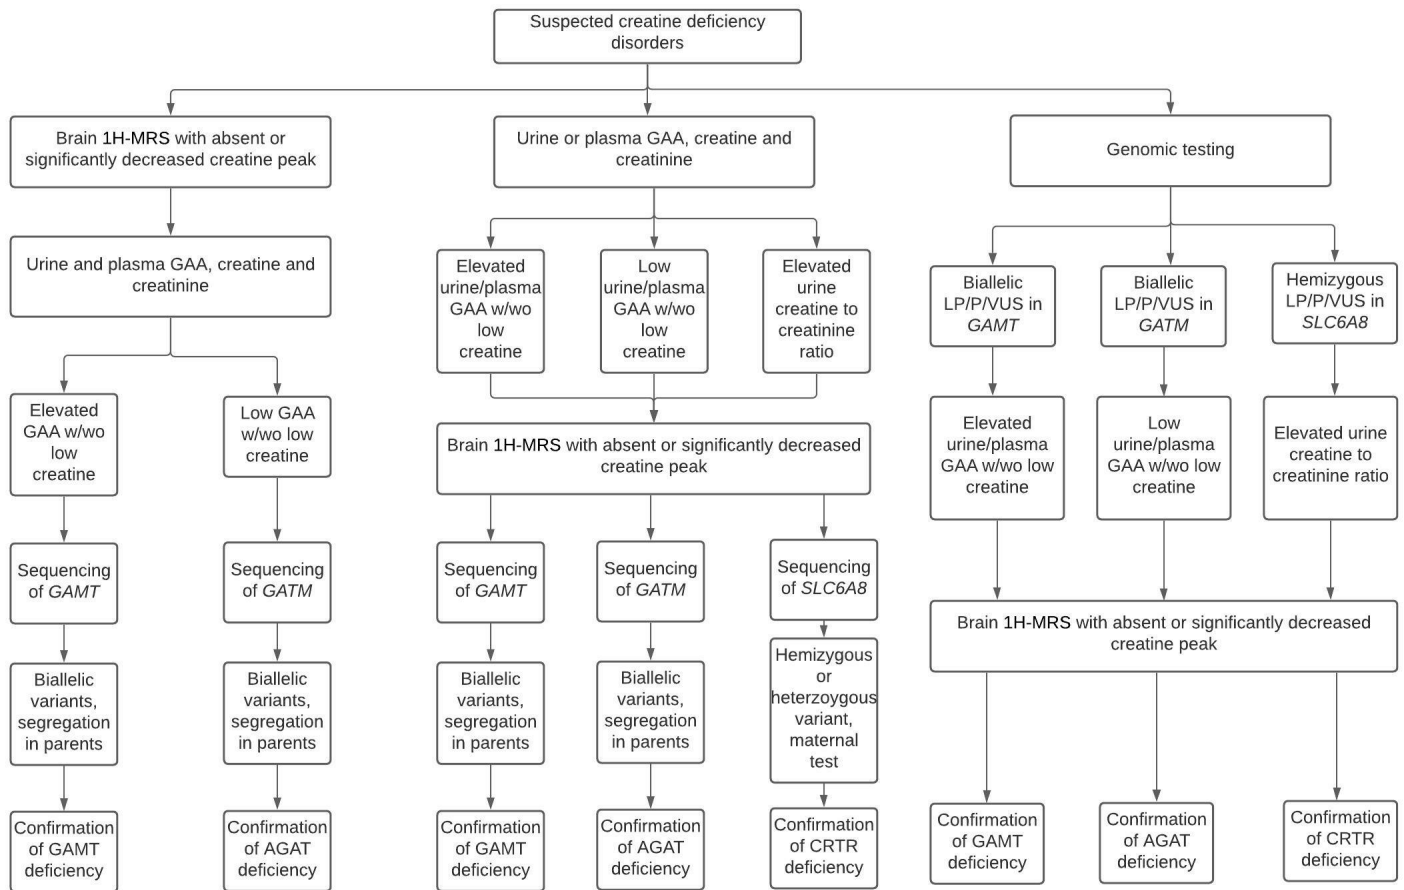 Suspected creatine deficiency
disorders
Brain 1H-MRS with absent or
significantly decreased creatine peak
Urine or plasma GAA, creatine and
creatinine
Genomic testing
Urine and plasma GAA, creatine and
creatinine
Elevated
urine/plasma
GAA w/wo
low
creatine
Low
urine/plasma
GAA w/wo
low
creatine
Elevated
urine
creatine to
creatinine
ratio
Biallelic
LP/P/VUS in
GAMT
Biallelic
LP/P/VUS in
GATM
Hemizygous
LP/P/VUS in
SLC6A8
Elevated
GAA w/wo
low
creatine
Low GAA
w/wo low
creatine
Brain 1H-MRS with absent or significantly decreased
creatine peak
Elevated
urine/plasma
GAA w/wo low
creatine
Low
urine/plasma
GAA w/wo low
creatine
Elevated urine
creatine to
creatinine ratio
Sequencing
of GAMT
Sequencing
of GATM
Sequencing
of GAMT
Sequencing
of GATM
Sequencing
of SLC6A8
Brain 1H-MRS with absent or significantly decreased
creatine peak
Biallelic
variants,
segregation
in parents
Biallelic
variants,
segregation
in parents
Biallelic
variants,
segregation
in parents
Biallelic
variants,
segregation
in parents
Hemizygous
or
heterzoygous
variant,
maternal
test
Confirmation
of GAMT
deficiency
Confirmation
of AGAT
deficiency
Confirmation
of GAMT
deficiency
Confirmation
of AGAT
deficiency
Confirmation
of CRTR
deficiency
Confirmation
of GAMT
deficiency
Confirmation
of AGAT
deficiency
Confirmation
of CRTR
deficiency